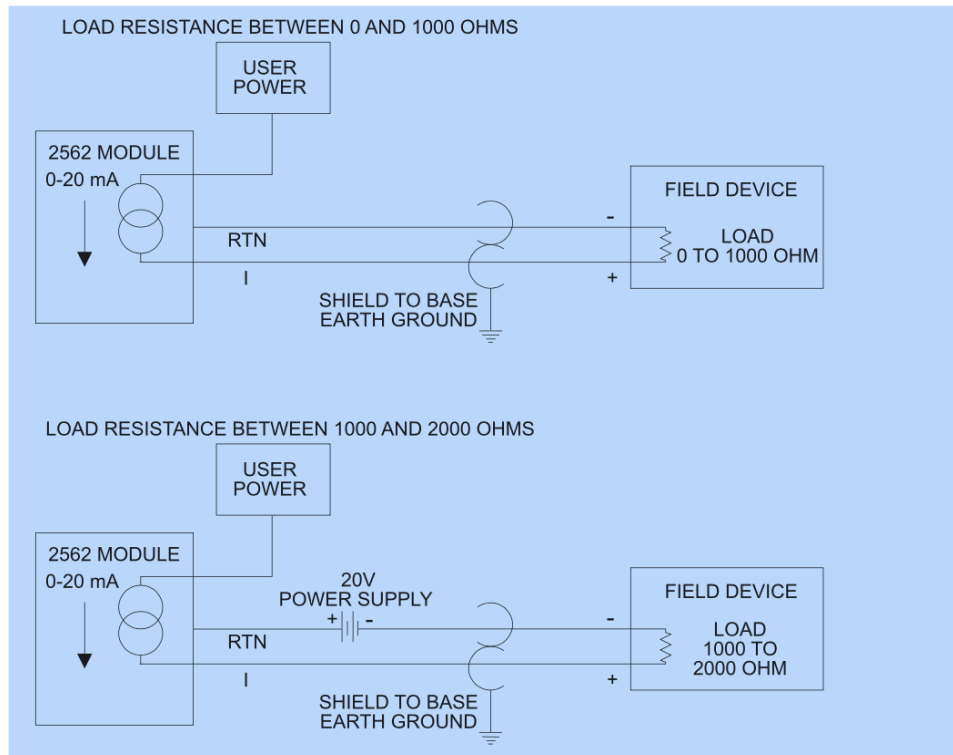 LOAD RESISTANCE BETWEEN 0 AND 1000 OHMS
USER
POWER
2562 MODULE
0-20 mA
RTN
I
-
+
FIELD DEVICE
LOAD
0 TO 1000 OHM
SHIELD TO BASE
EARTH GROUND
LOAD RESISTANCE BETWEEN 1000 AND 2000 OHMS
USER
POWER
2562 MODULE
0-20 mA
20V
POWER SUPPLY
+ -
RTN
I
-
+
FIELD DEVICE
LOAD
1000 TO
2000 OHM
SHIELD TO BASE
EARTH GROUND